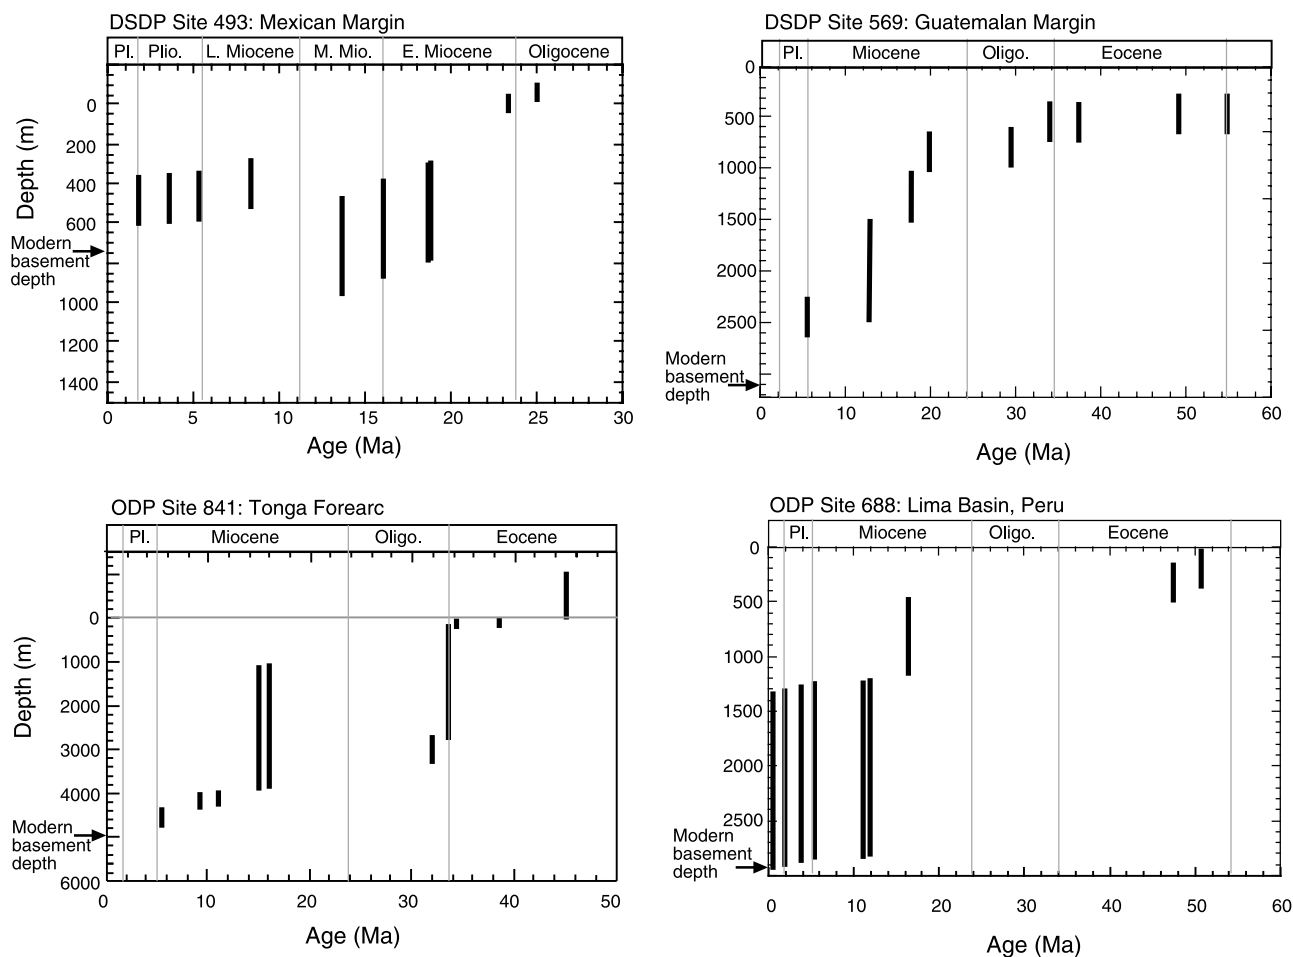 DSDP Site 493: Mexican Margin
Pl. Plio. L. Miocene M. Mio. E. Miocene Oligocene
0
200
400
600
800
1000
1200
1400
Depth (m)
Modern
basement
depth
0 5 10 15 20 25 30
Age (Ma)
DSDP Site 569: Guatemalan Margin
Pl. Miocene Oligo. Eocene
0
500
1000
1500
2000
2500
Modern
basement
depth
0 10 20 30 40 50 60
Age (Ma)
ODP Site 841: Tonga Forearc
Pl. Miocene Oligo. Eocene
0
1000
2000
3000
4000
6000
Depth (m)
Modern
basement
depth
0 10 20 30 40 50
Age (Ma)
ODP Site 688: Lima Basin, Peru
Pl. Miocene Oligo. Eocene
0
500
1000
1500
2000
2500
Modern
basement
depth
0 10 20 30 40 50 60
Age (Ma)